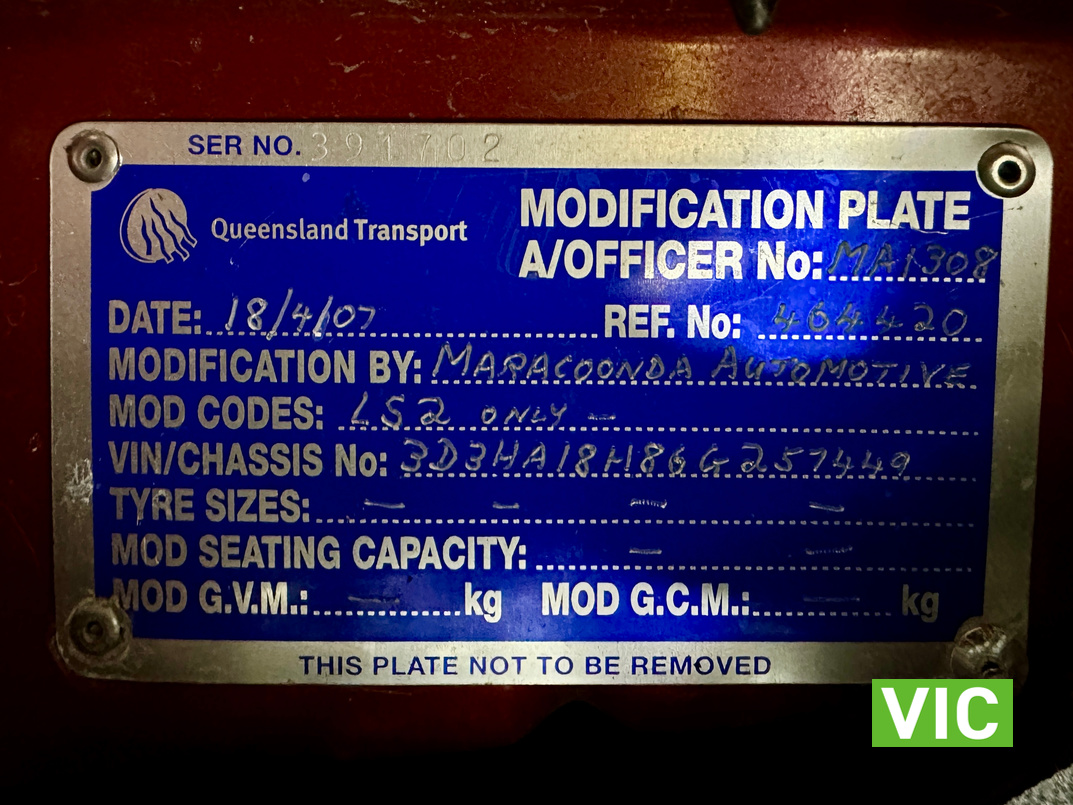 SER NO. 391702
Queensland Transport
MODIFICATION PLATE
A/OFFICER No: MA1308
DATE: 18/4/07 REF. No: 464420
MODIFICATION BY: MARACOONDA AUTOMOTIVE
MOD CODES: LS2 ONLY -
VIN/CHASSIS No: 3D3HA18H86G257449
TYRE SIZES: - - - -
MOD SEATING CAPACITY: - -
MOD G.V.M.: - kg MOD G.C.M.: - kg
THIS PLATE NOT TO BE REMOVED
VIC